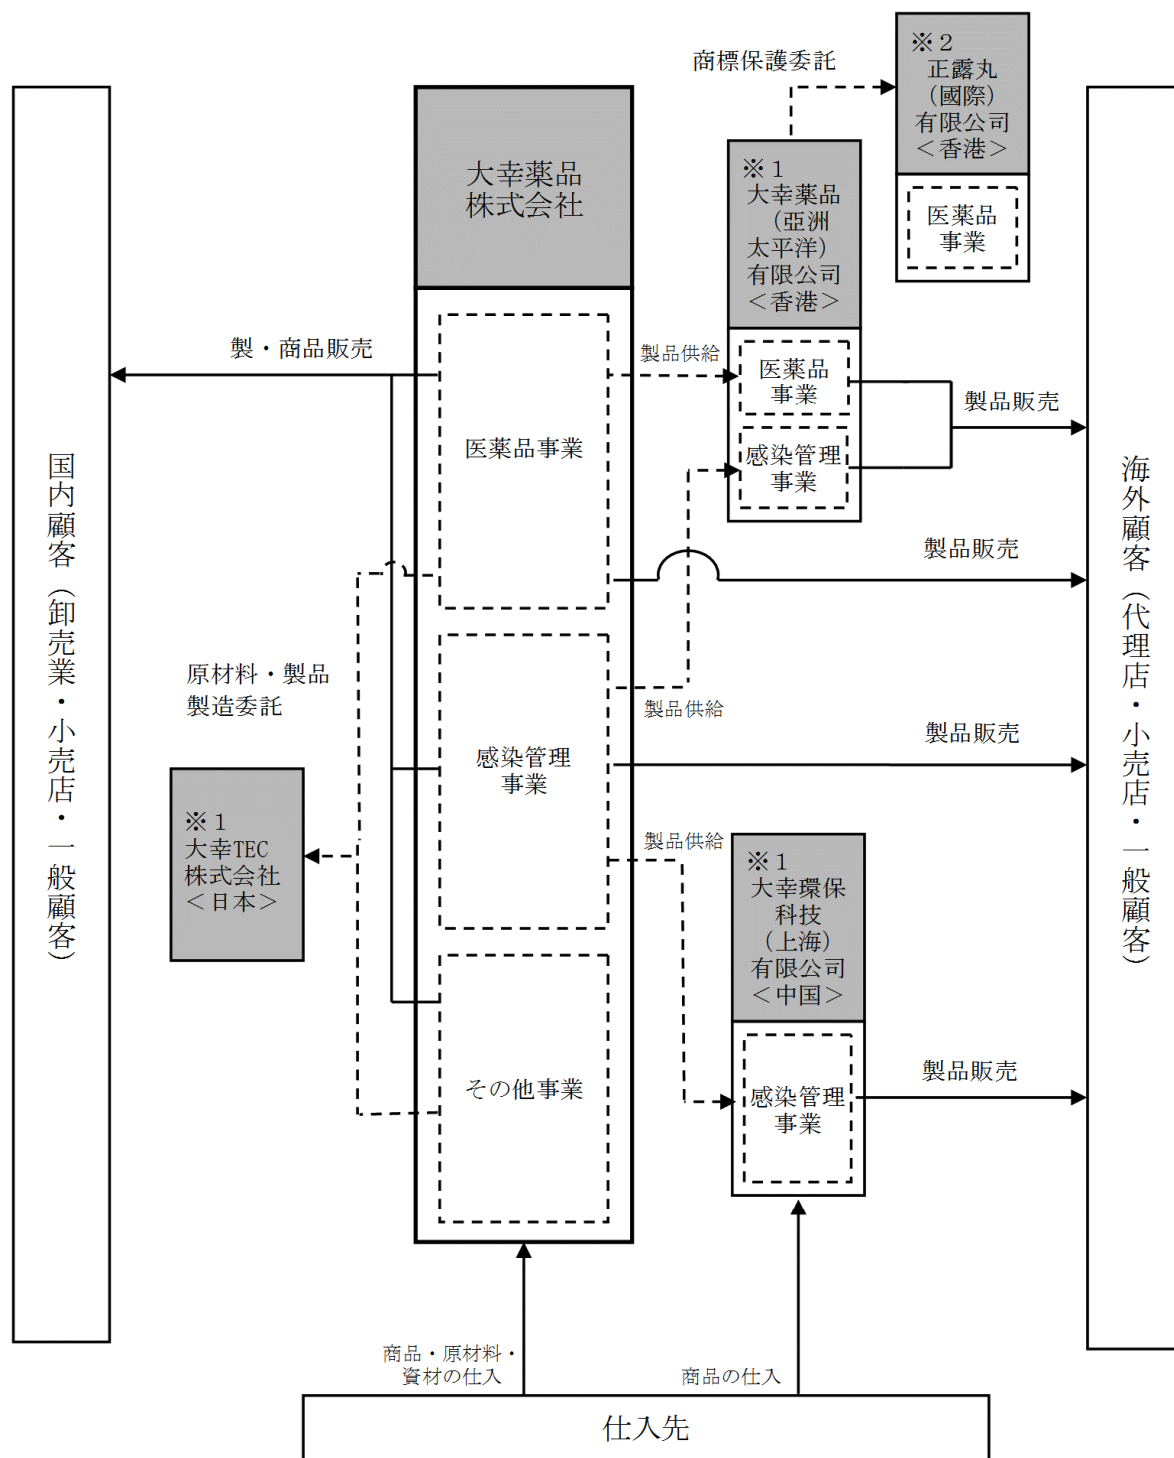 商標保護委託
※２
正露丸
（國際）
有限公司
＜香港＞
医薬品
事業
大幸薬品
株式会社
※１
大幸薬品
（亞洲
太平洋）
有限公司
＜香港＞
製・商品販売
製品供給
医薬品
事業
製品販売
医薬品事業
感染管理
事業
国内顧客（卸売業・小売店・一般顧客）
海外顧客（代理店・小売店・一般顧客）
製品販売
原材料・製品
製造委託
製品供給
製品販売
感染管理
事業
※１
大幸TEC
株式会社
＜日本＞
製品供給
※１
大幸環保
科技
（上海）
有限公司
＜中国＞
その他事業
製品販売
感染管理
事業
商品・原材料・
資材の仕入
商品の仕入
仕入先